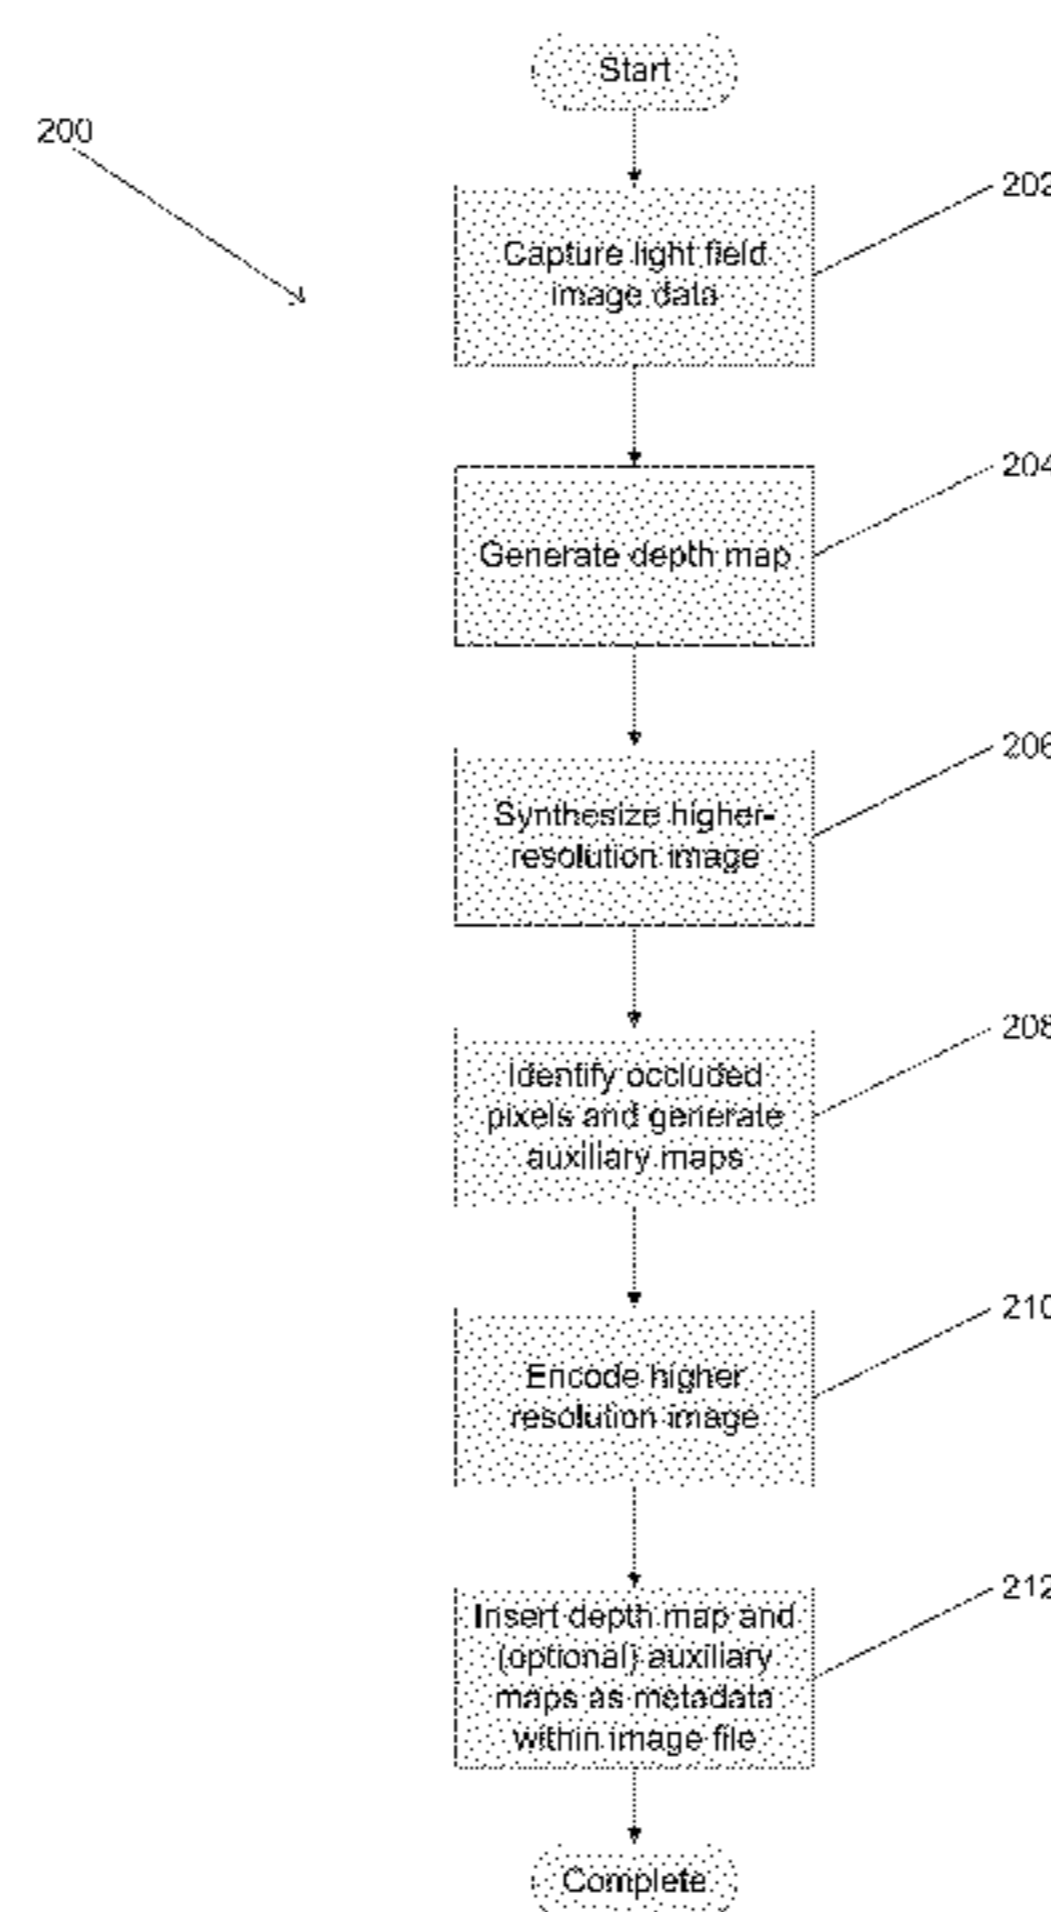 Start
200
202
Capture light field
image data
204
Generate depth map
206
Synthesize higher-
resolution image
208
Identify occluded
pixels and generate
auxiliary maps
210
Encode higher
resolution image
212
Insert depth map and
(optional) auxiliary
maps as metadata
within image file
Complete